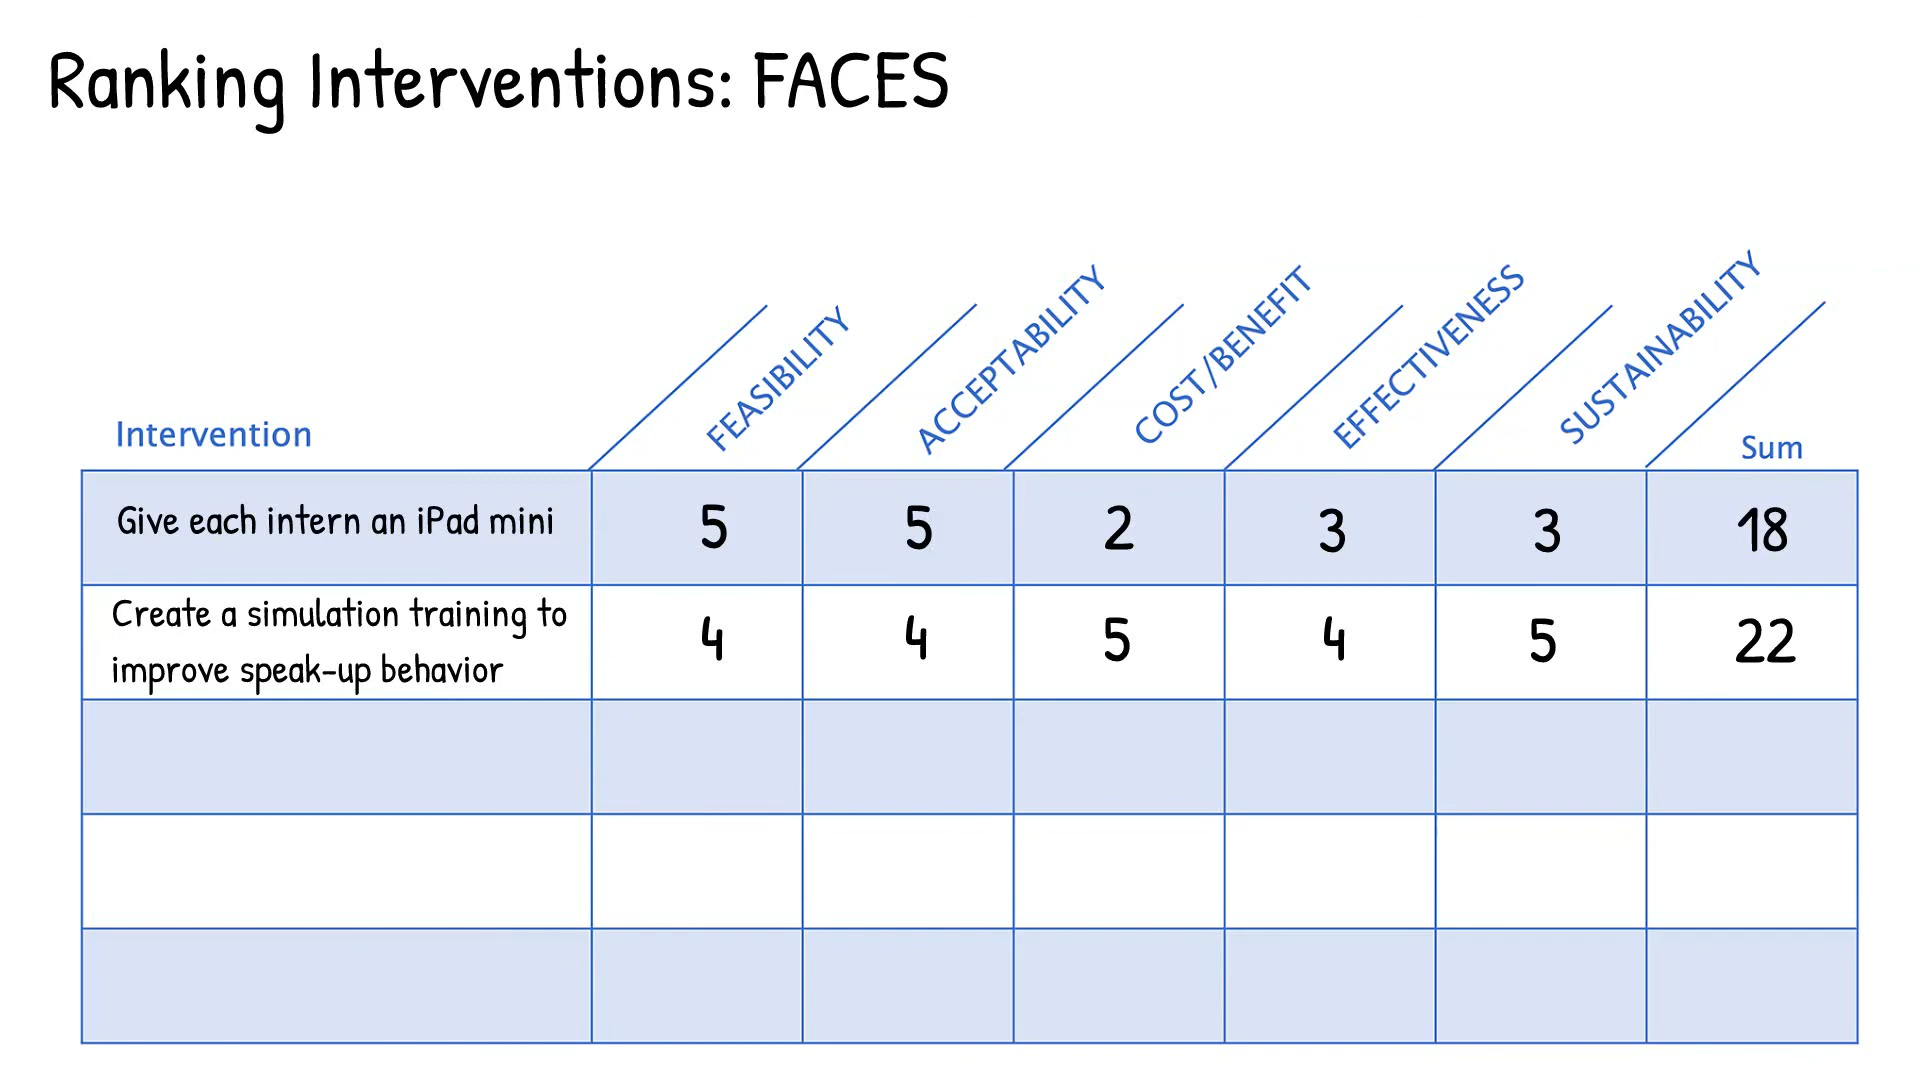 Ranking Interventions: FACES
Intervention
FEASIBILITY
ACCEPTABILITY
COST/BENEFIT
EFFECTIVENESS
SUSTAINABILITY
Sum
Give each intern an iPad mini
5
5
2
3
3
18
Create a simulation training to
improve speak-up behavior
4
4
5
4
5
22